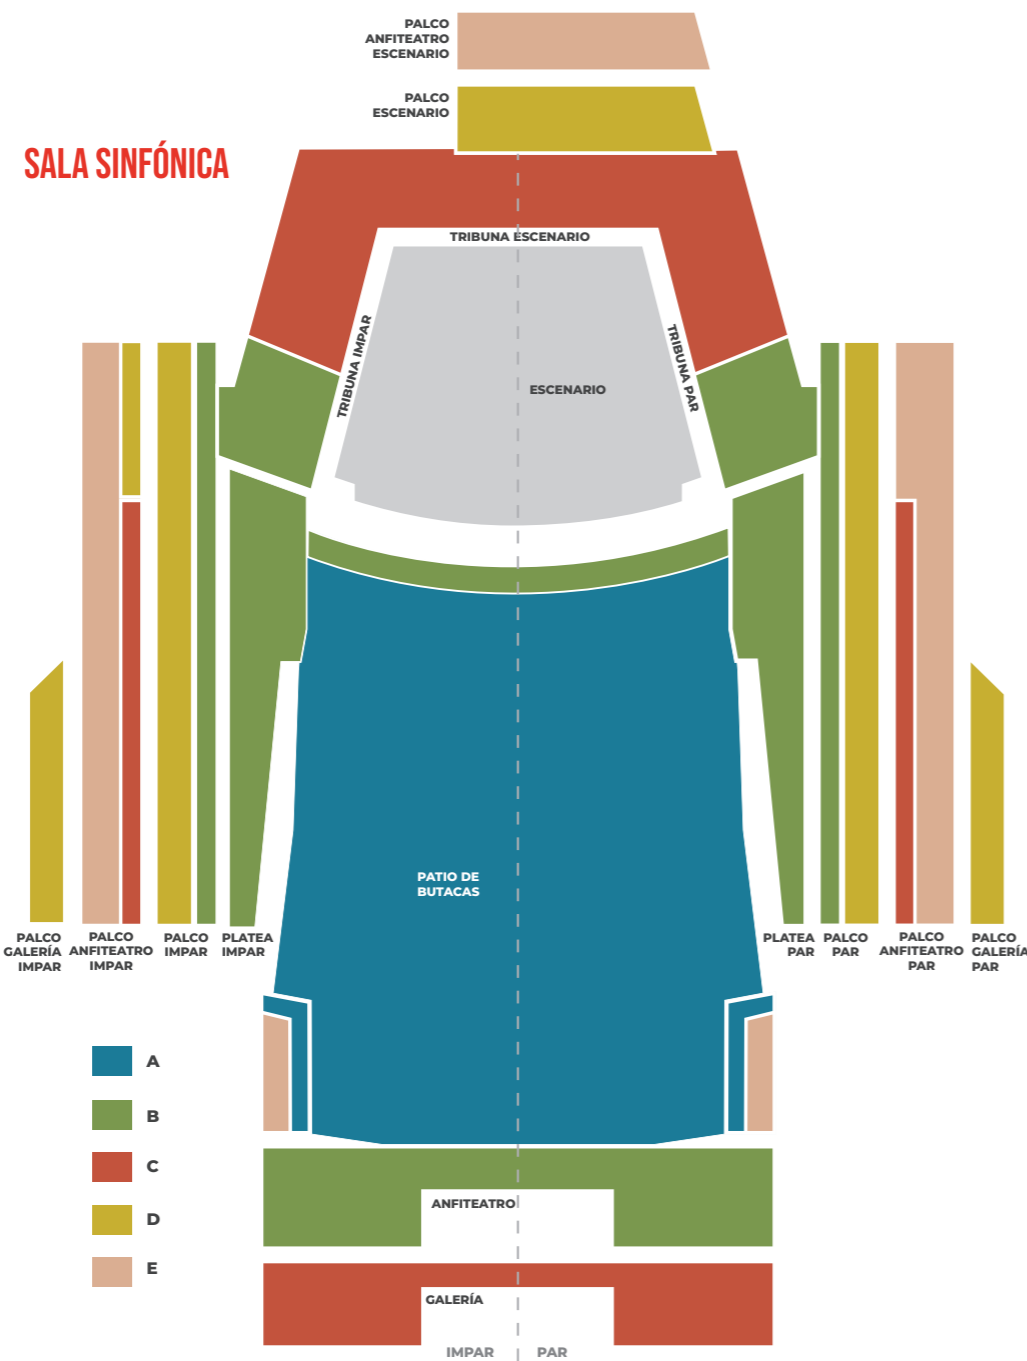 PALCO
ANFITEATRO
ESCENARIO
PALCO
ESCENARIO
SALA SINFÓNICA
TRIBUNA ESCENARIO
TRIBUNA IMPAR
TRIBUNA PAR
ESCENARIO
PATIO DE
BUTACAS
PALCO
GALERÍA
IMPAR
PALCO
ANFITEATRO
IMPAR
PALCO
IMPAR
PLATEA
IMPAR
PLATEA
PAR
PALCO
PAR
PALCO
ANFITEATRO
PAR
PALCO
GALERÍA
PAR
A
B
C
D
E
ANFITEATRO
GALERÍA
IMPAR
PAR